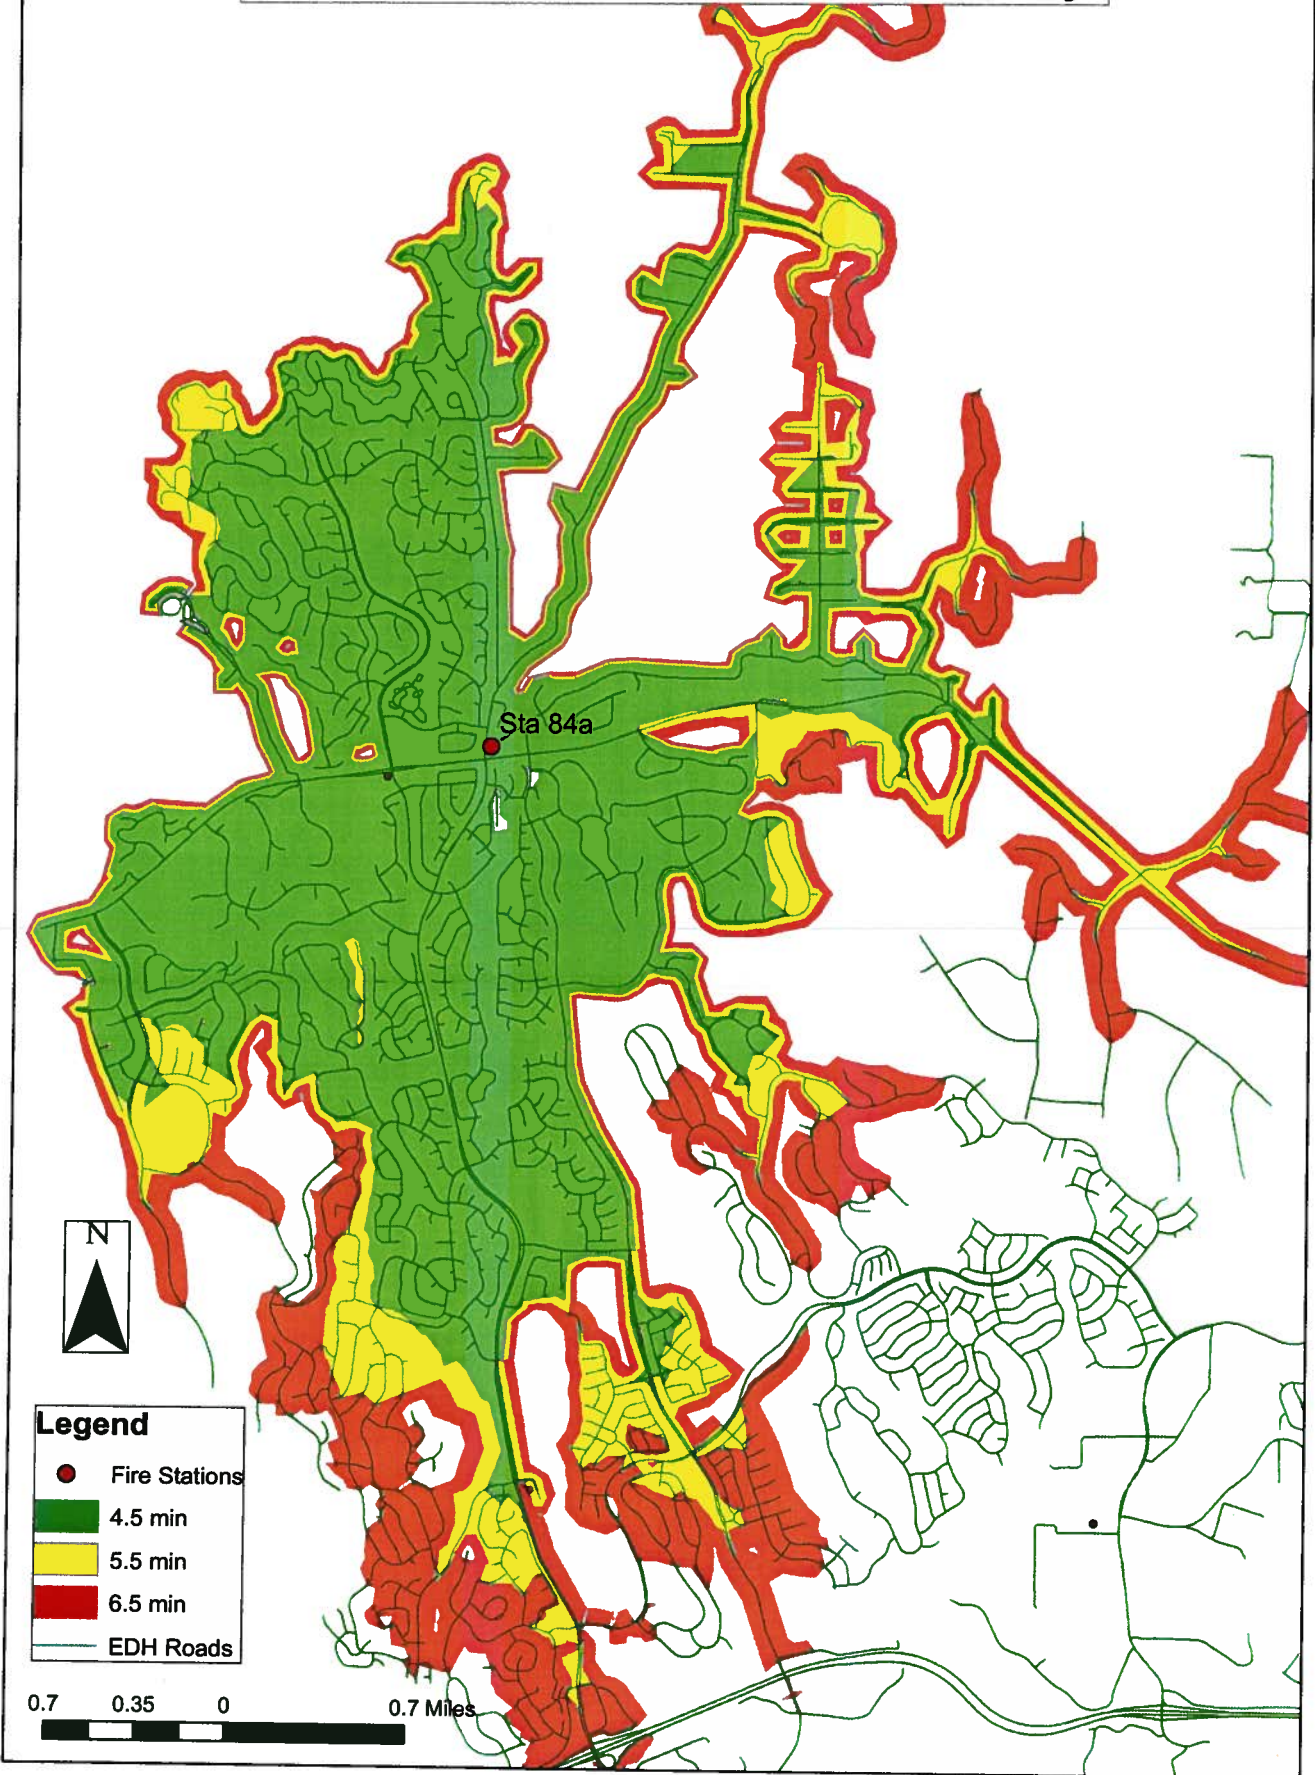 Sta 84a
N
Legend
Fire Stations
4.5 min
5.5 min
6.5 min
EDH Roads
0.7 0.35 0 0.7 Miles